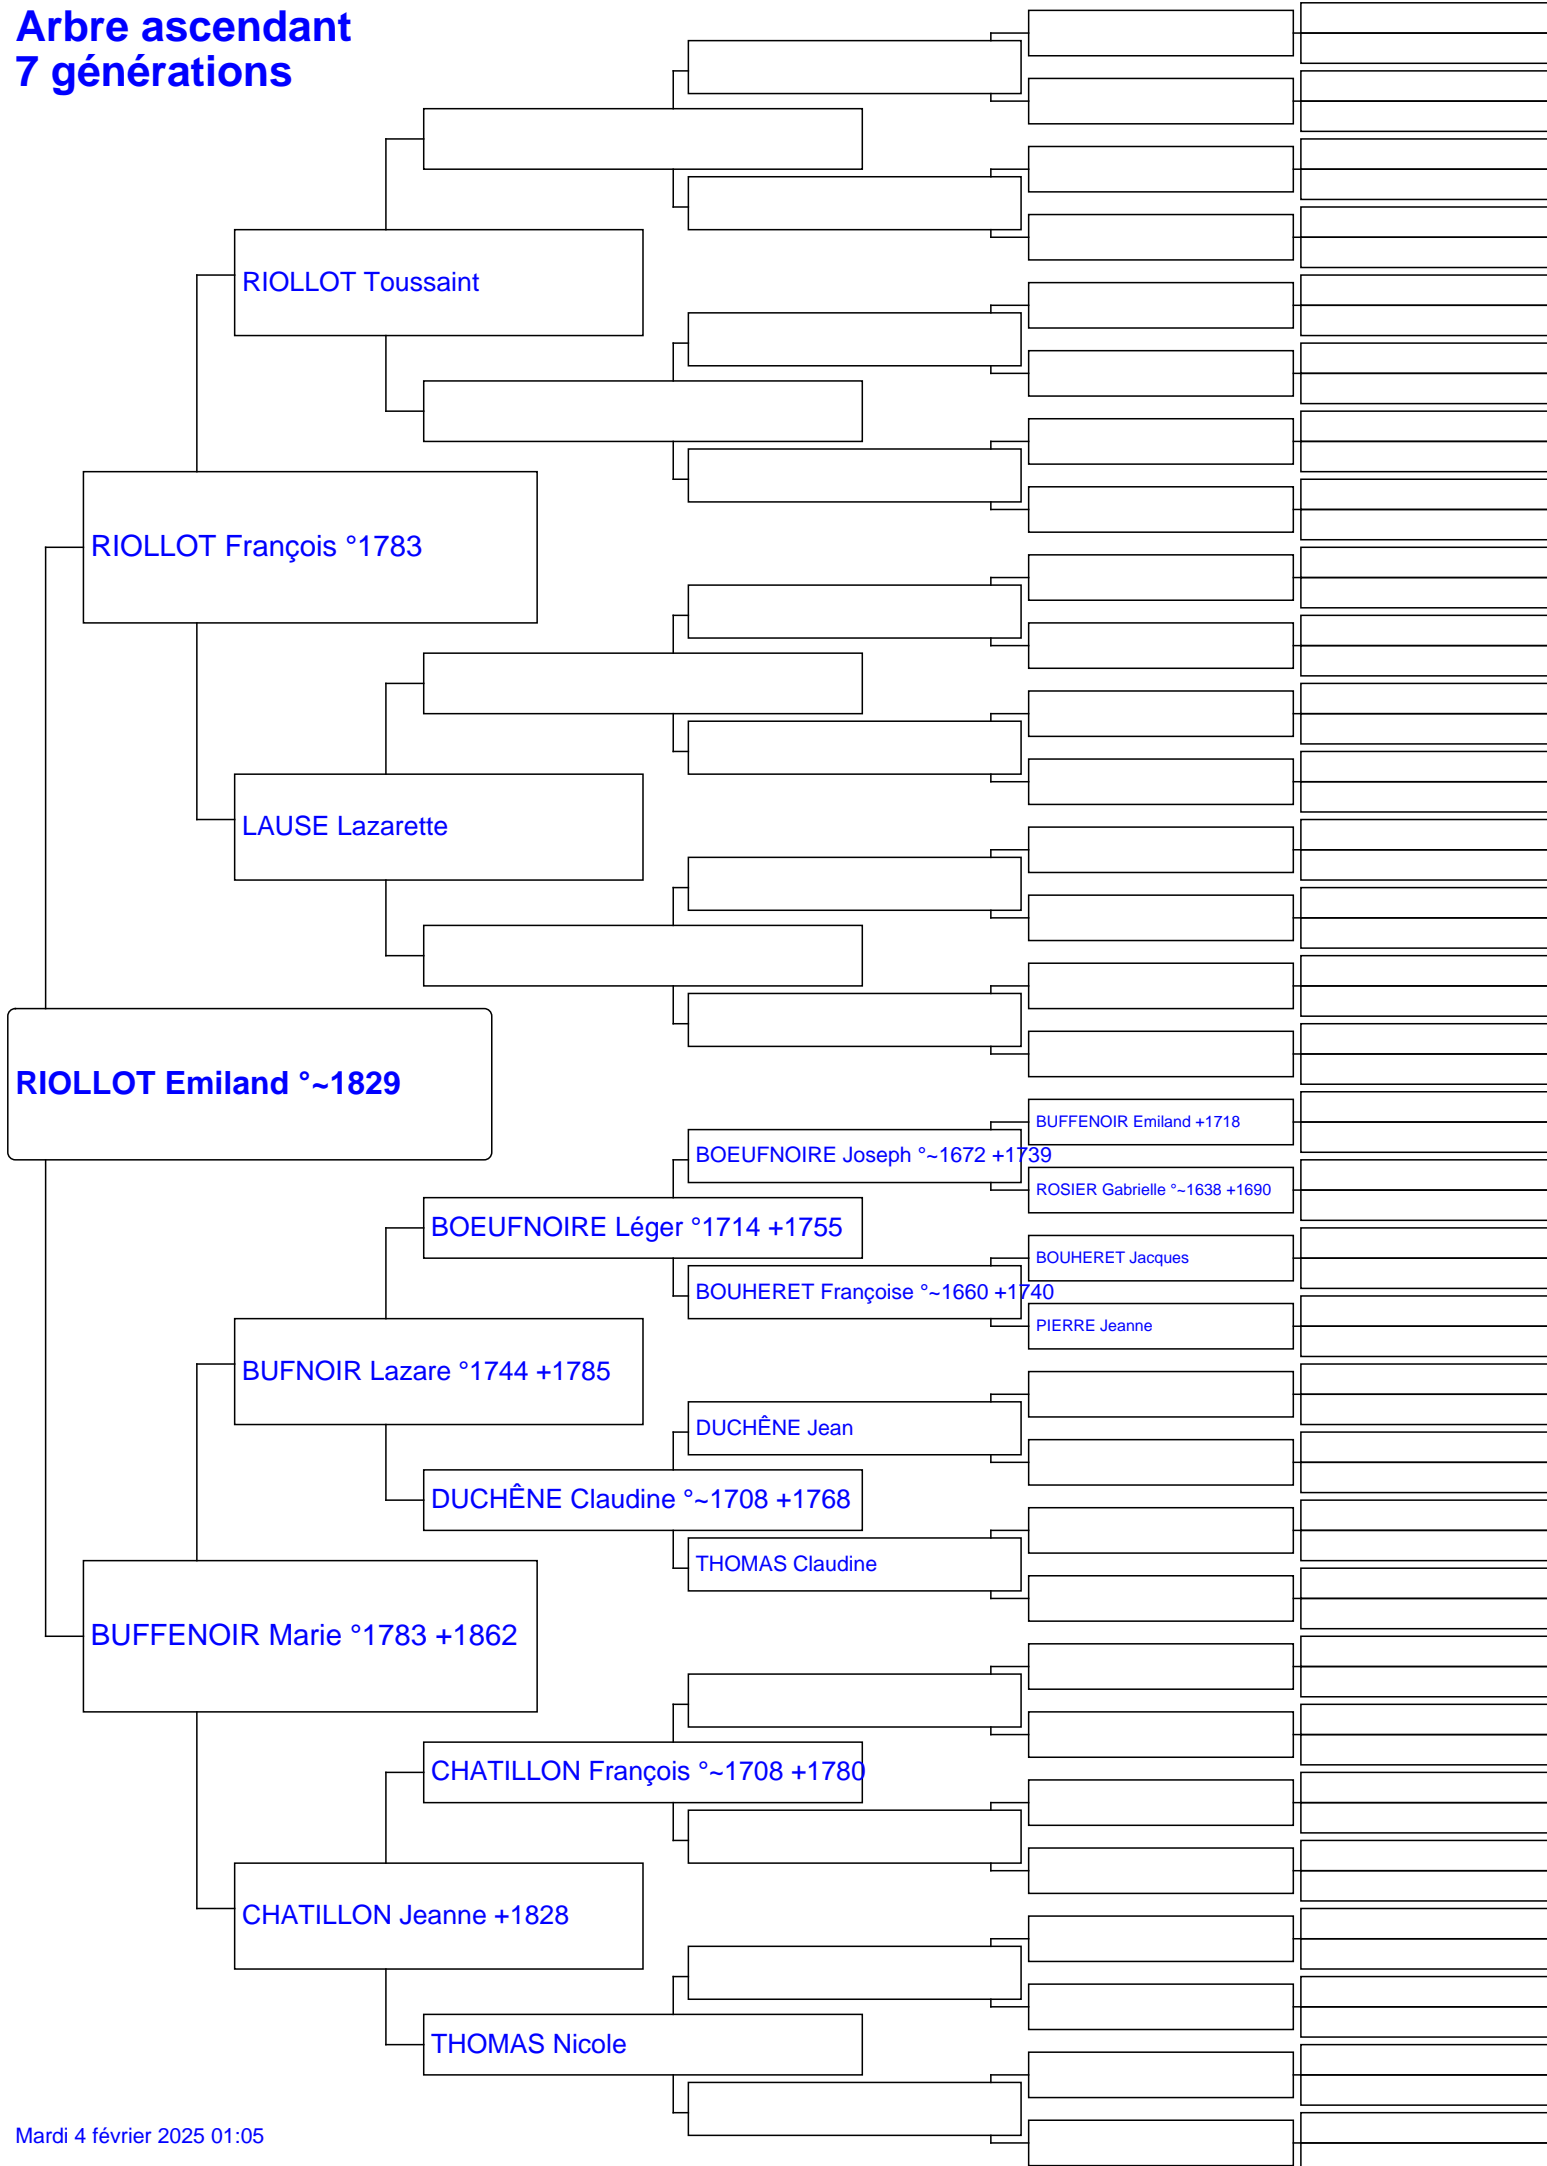 Arbre ascendant
7 générations
RIOLLOT Toussaint
RIOLLOT François °1783
LAUSE Lazarette
RIOLLOT Emiland °~1829
BUFFENOIR Emiland +1718
BOEUFNOIRE Joseph °~1672 +1739
ROSIER Gabrielle °~1638 +1690
BOEUFNOIRE Léger °1714 +1755
BOUHERET Jacques
BOUHERET Françoise °~1660 +1740
PIERRE Jeanne
BUFNOIR Lazare °1744 +1785
DUCHÊNE Jean
DUCHÊNE Claudine °~1708 +1768
THOMAS Claudine
BUFFENOIR Marie °1783 +1862
CHATILLON François °~1708 +1780
CHATILLON Jeanne +1828
THOMAS Nicole
Mardi 4 février 2025 01:05